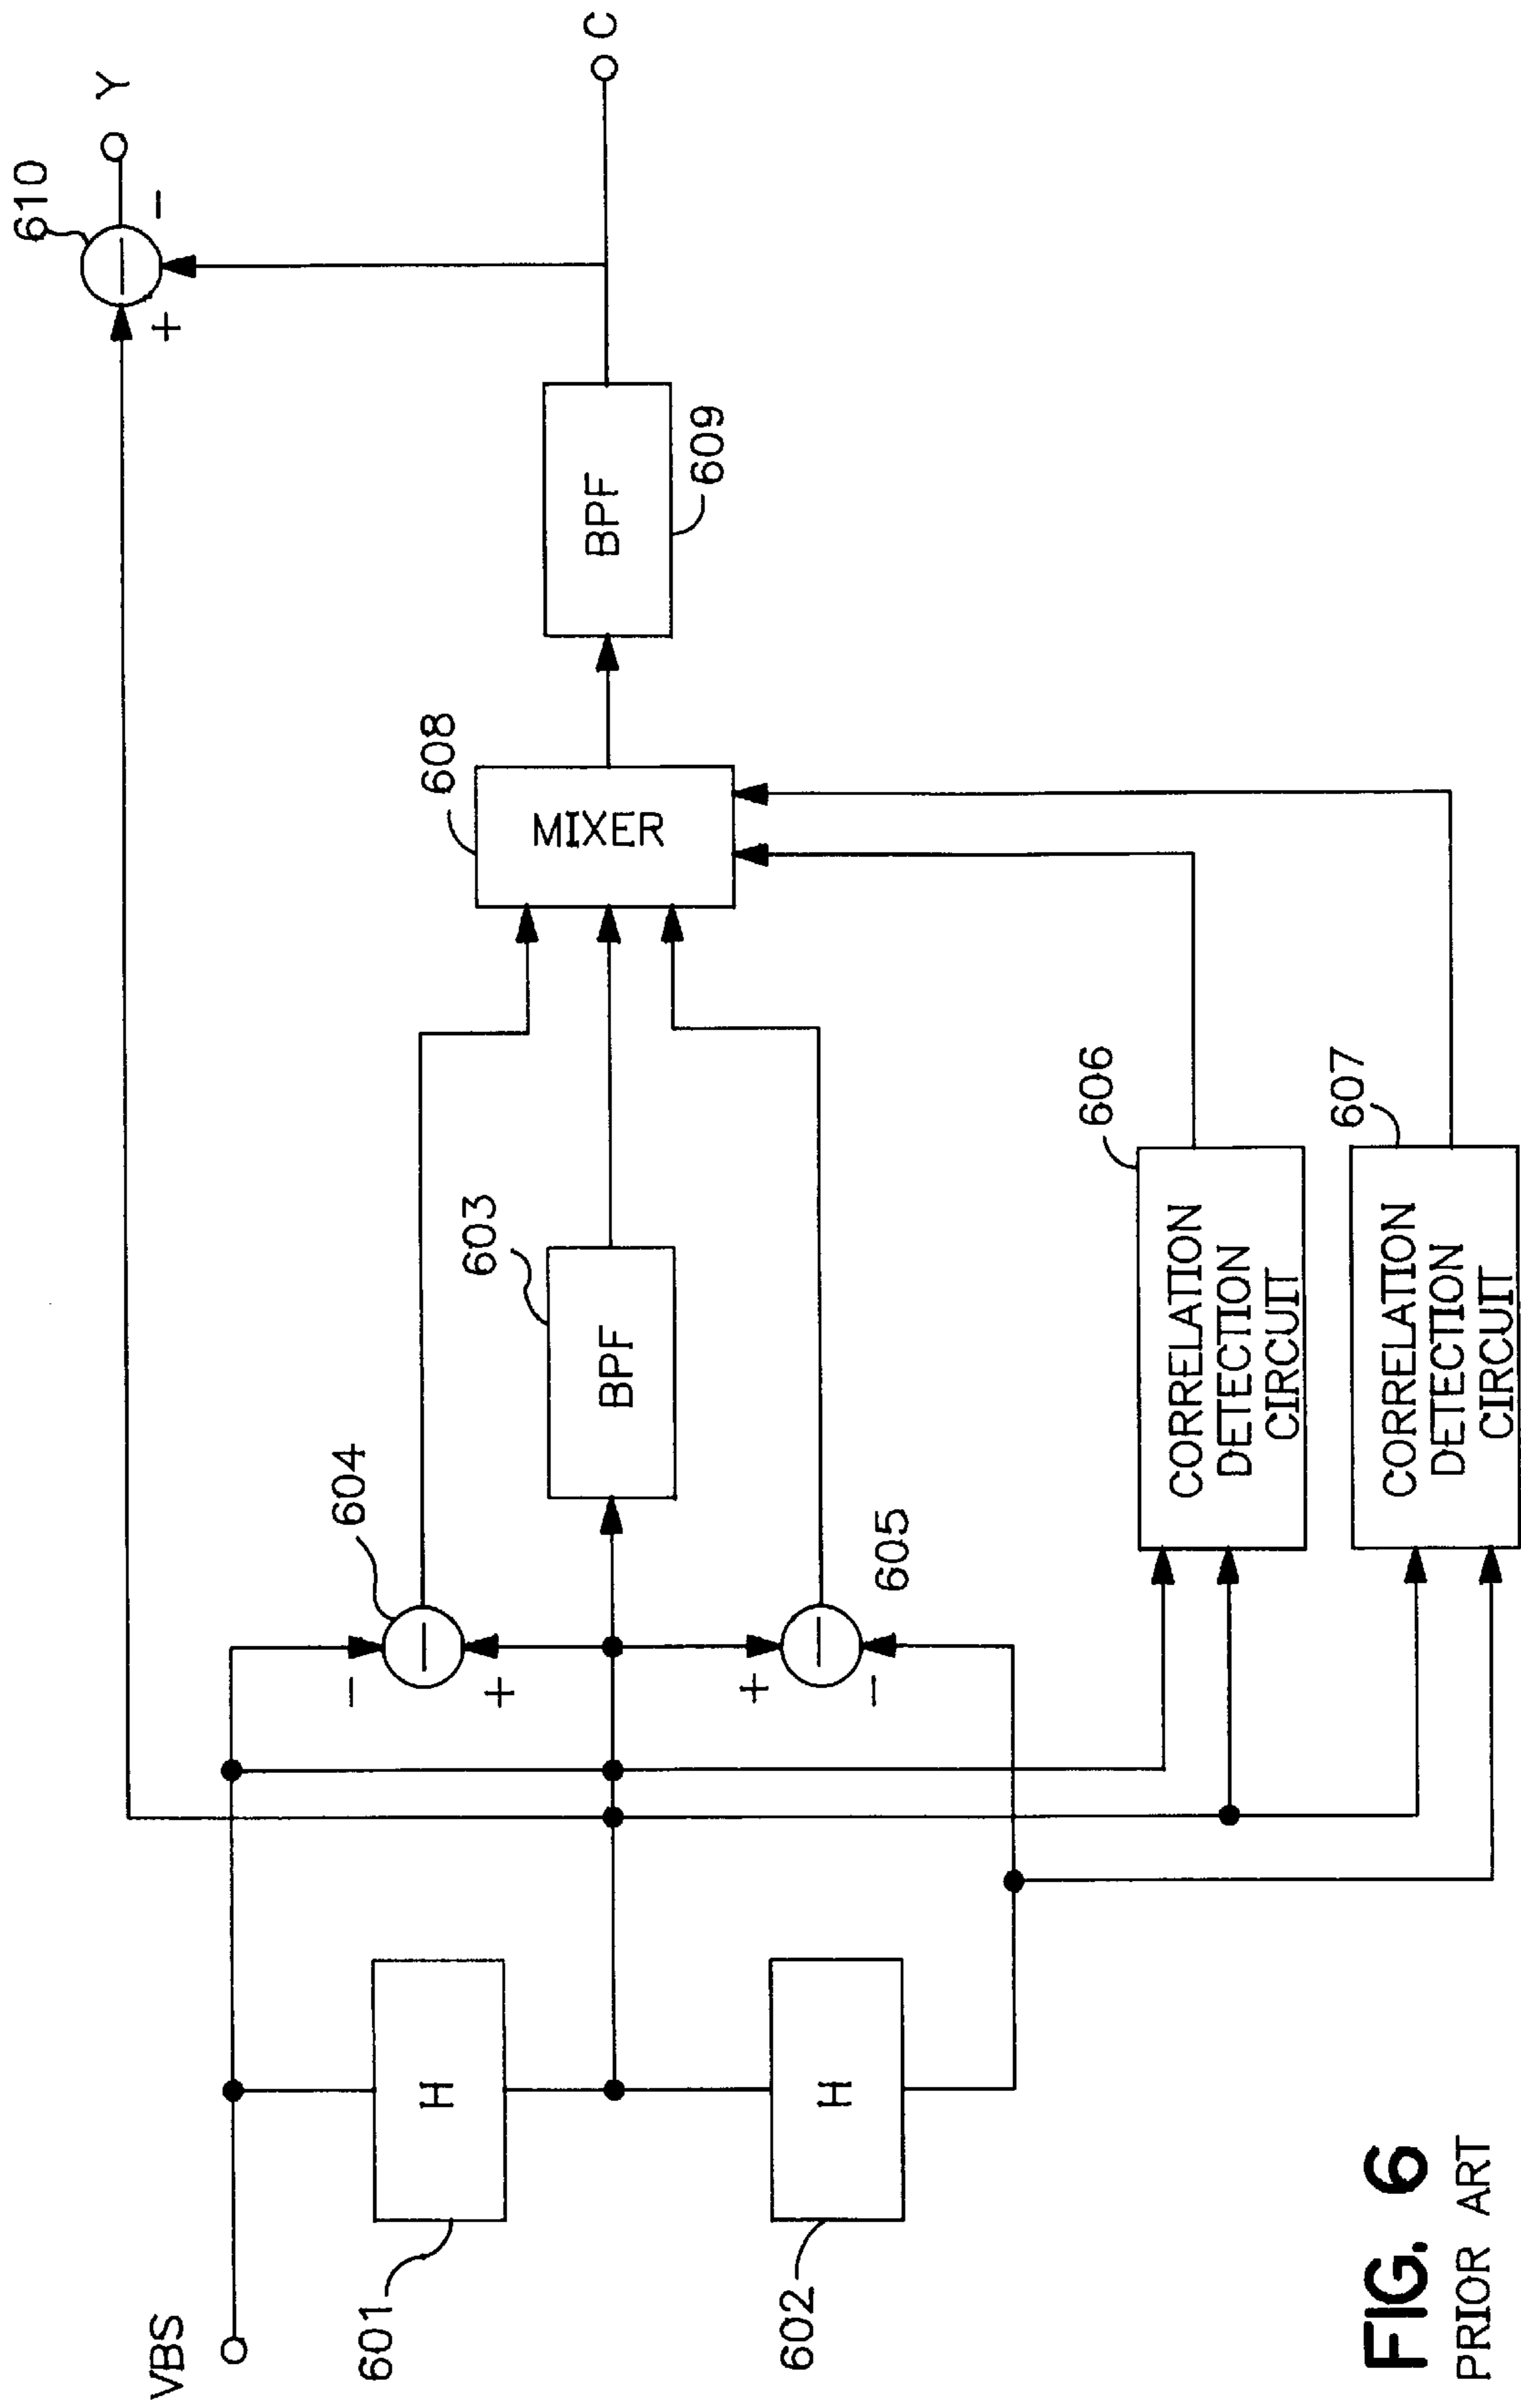 610
Y
−
+
C
BPF
609
608
MIXER
606
607
603
BPF
CORRELATION
DETECTION
CIRCUIT
CORRELATION
DETECTION
CIRCUIT
604
605
−
+
+
−
H
H
601
602
VBS
FIG. 6
PRIOR ART